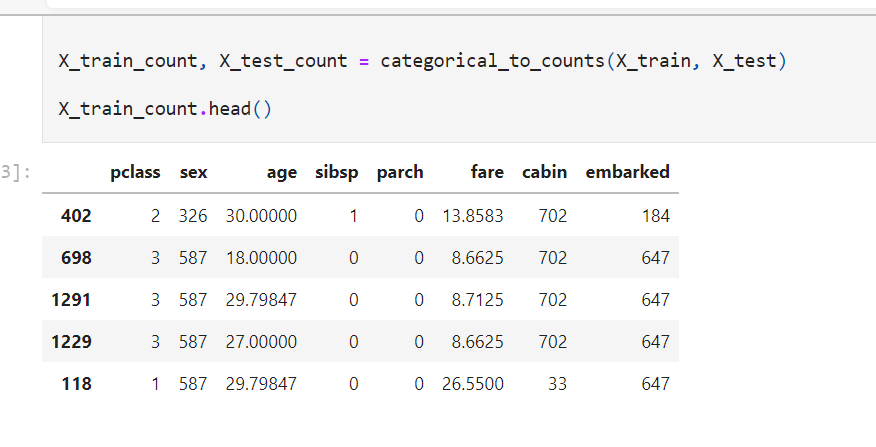 X_train_count, X_test_count = categorical_to_counts(X_train, X_test)
X_train_count.head()
3]:
pclass sex age sibsp parch fare cabin embarked
402 2 326 30.00000 1 0 13.8583 702 184
698 3 587 18.00000 0 0 8.6625 702 647
1291 3 587 29.79847 0 0 8.7125 702 647
1229 3 587 27.00000 0 0 8.6625 702 647
118 1 587 29.79847 0 0 26.5500 33 647